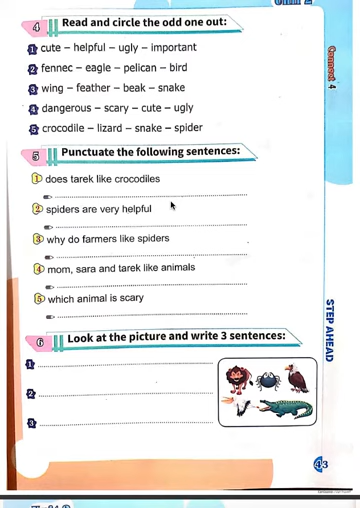 4 Read and circle the odd one out:
1 cute – helpful – ugly – important
2 fennec – eagle – pelican – bird
3 wing – feather – beak – snake
4 dangerous – scary – cute – ugly
5 crocodile – lizard – snake – spider
5 Punctuate the following sentences:
1 does tarek like crocodiles
2 spiders are very helpful
3 why do farmers like spiders
4 mom, sara and tarek like animals
5 which animal is scary
6 Look at the picture and write 3 sentences:
1
2
3
Connect 4
STEP AHEAD
43